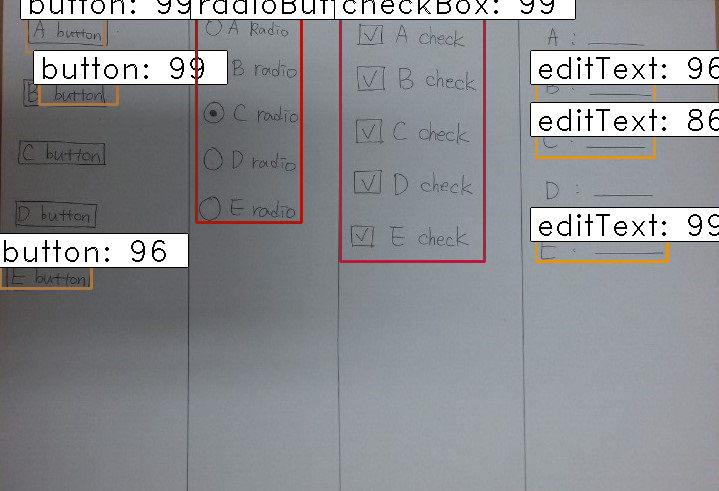 button: 99
radioBut
checkBox: 99
A button
A Radio
A check
A :
button: 99
editText: 96
B button
B radio
B check
B :
editText: 86
C button
C radio
C check
C :
D button
D radio
D check
D :
button: 96
editText: 99
E button
E radio
E check
E :